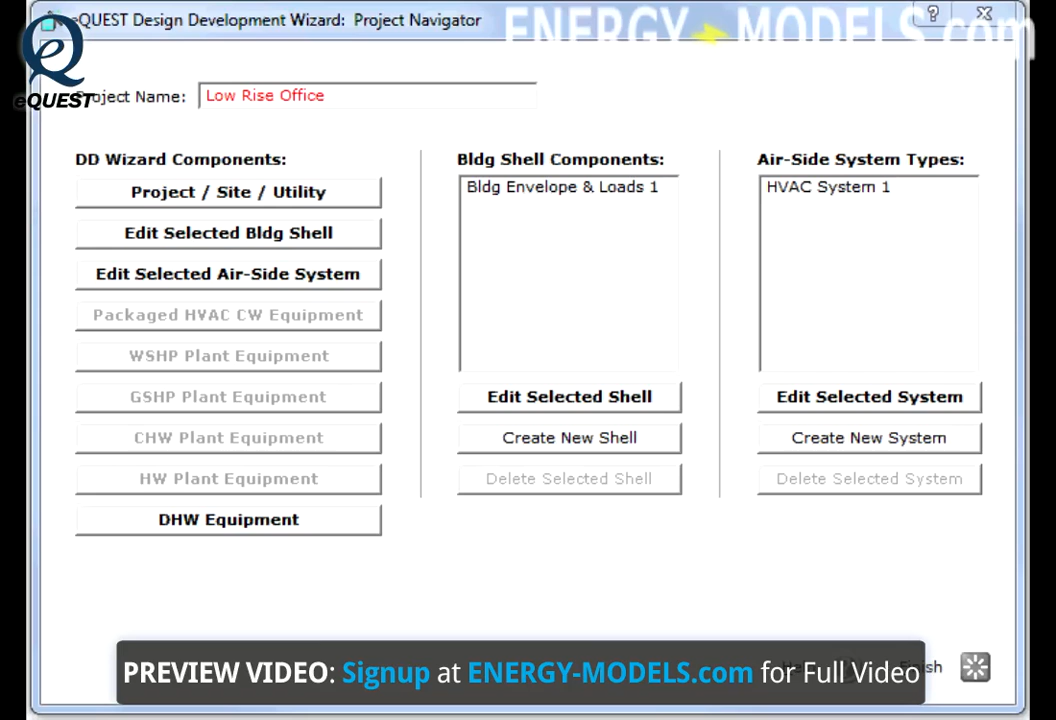 eQUEST Design Development Wizard: Project Navigator
ENERGY-MODELS.com
eQUEST
Project Name: Low Rise Office
DD Wizard Components:
Project / Site / Utility
Edit Selected Bldg Shell
Edit Selected Air-Side System
Packaged HVAC CW Equipment
WSHP Plant Equipment
GSHP Plant Equipment
CHW Plant Equipment
HW Plant Equipment
DHW Equipment
Bldg Shell Components:
Bldg Envelope & Loads 1
Edit Selected Shell
Create New Shell
Delete Selected Shell
Air-Side System Types:
HVAC System 1
Edit Selected System
Create New System
Delete Selected System
PREVIEW VIDEO: Signup at ENERGY-MODELS.com for Full Video